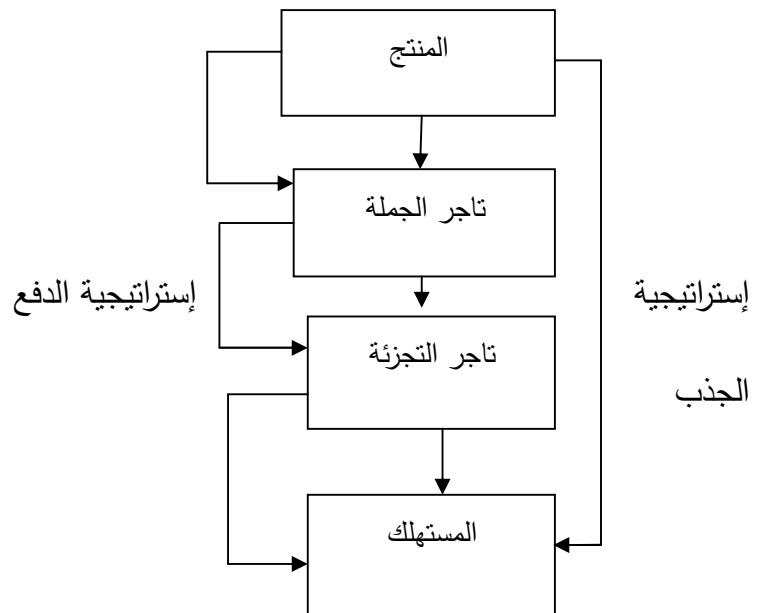 المنتج
تاجر الجملة
إستراتيجية
إستراتيجية الدفع
تاجر التجزئة
الجذب
المستهلك